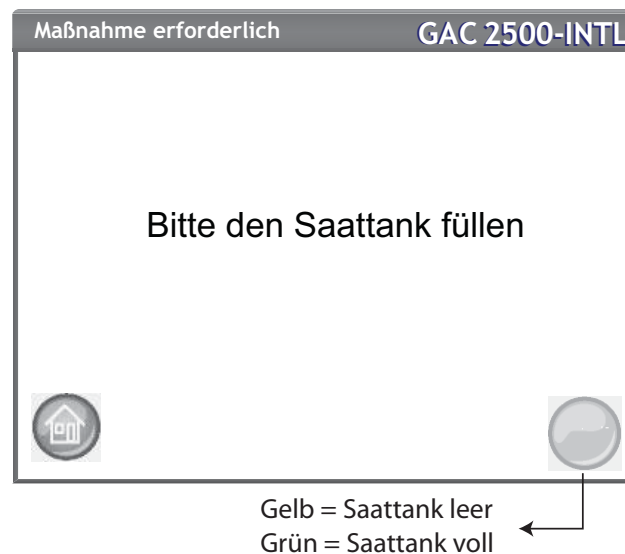 Maßnahme erforderlich GAC 2500-INTL
Bitte den Saattank füllen
Gelb = Saattank leer
Grün = Saattank voll